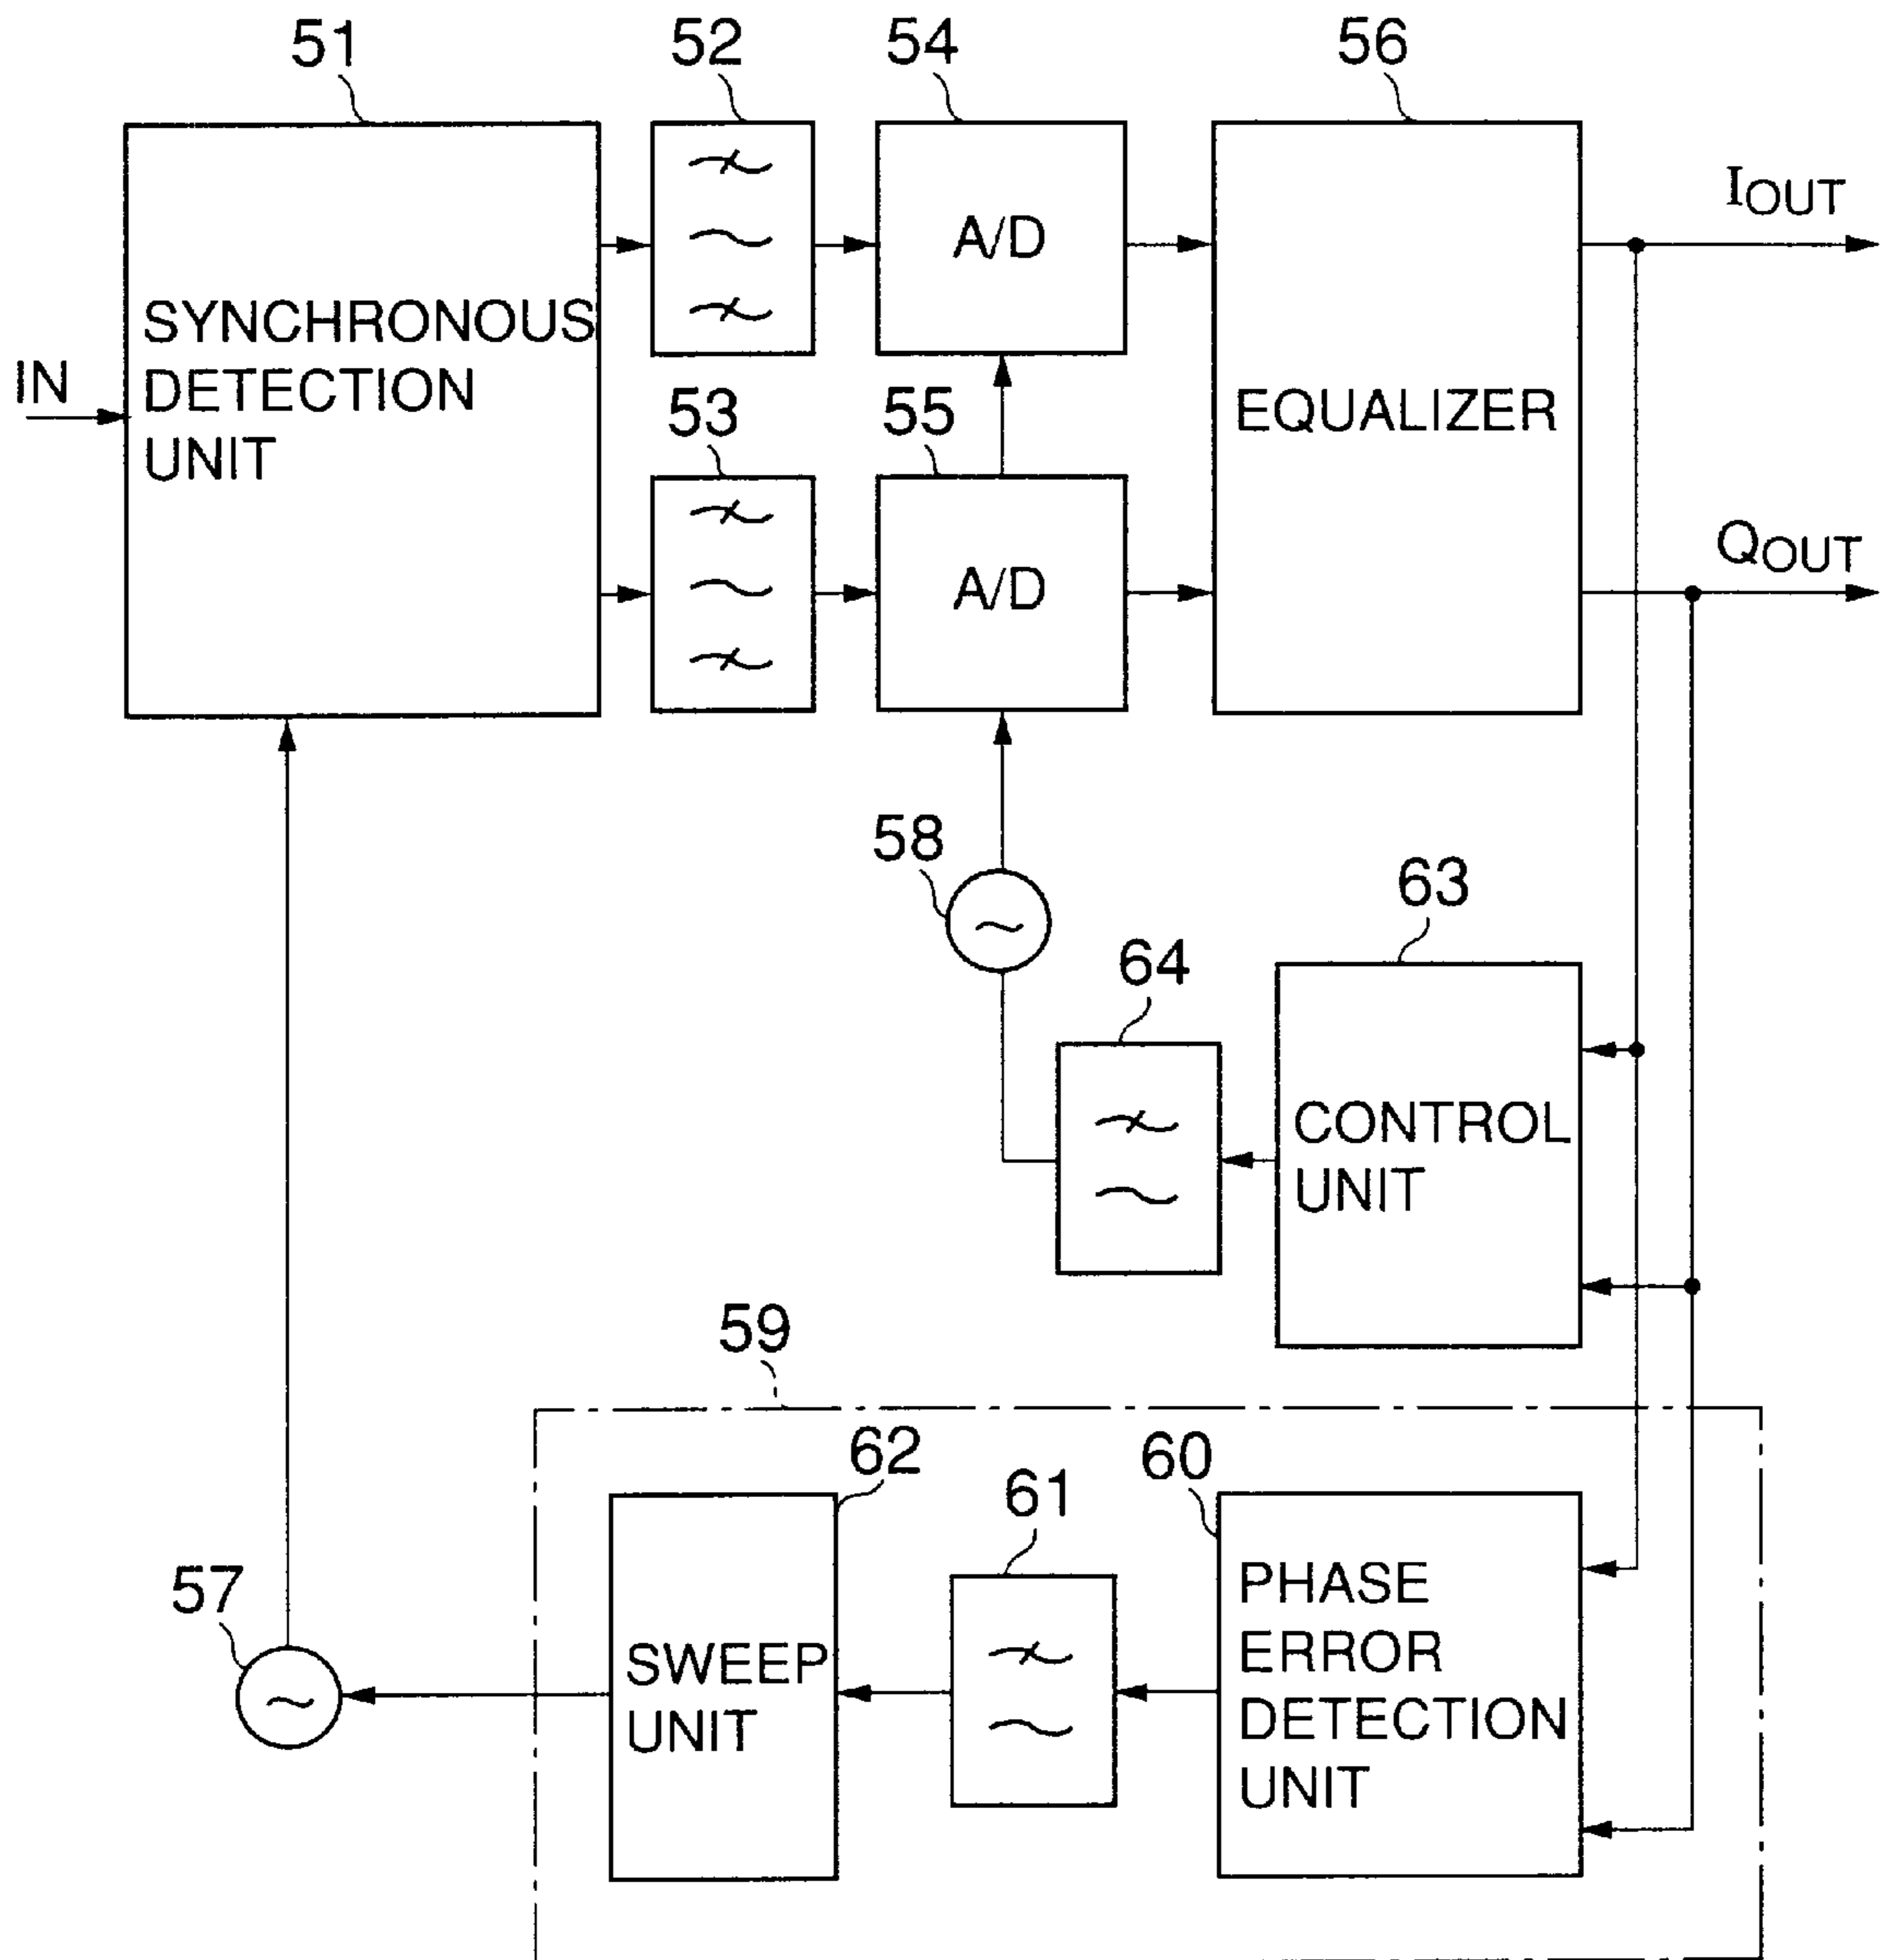 51
52
54
56
IOUT
A/D
SYNCHRONOUS
DETECTION
UNIT
IN
53
55
EQUALIZER
QOUT
A/D
58
63
64
CONTROL
UNIT
59
62
60
61
57
PHASE
ERROR
DETECTION
UNIT
SWEEP
UNIT